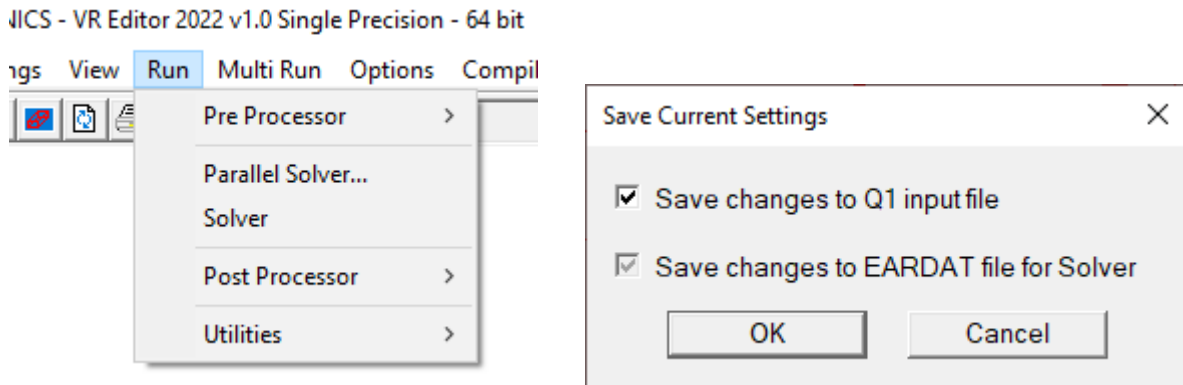 NICS - VR Editor 2022 v1.0 Single Precision - 64 bit
ngs View Run Multi Run Options Compil
Pre Processor
Parallel Solver...
Solver
Post Processor
Utilities
Save Current Settings
Save changes to Q1 input file
Save changes to EARDAT file for Solver
OK Cancel